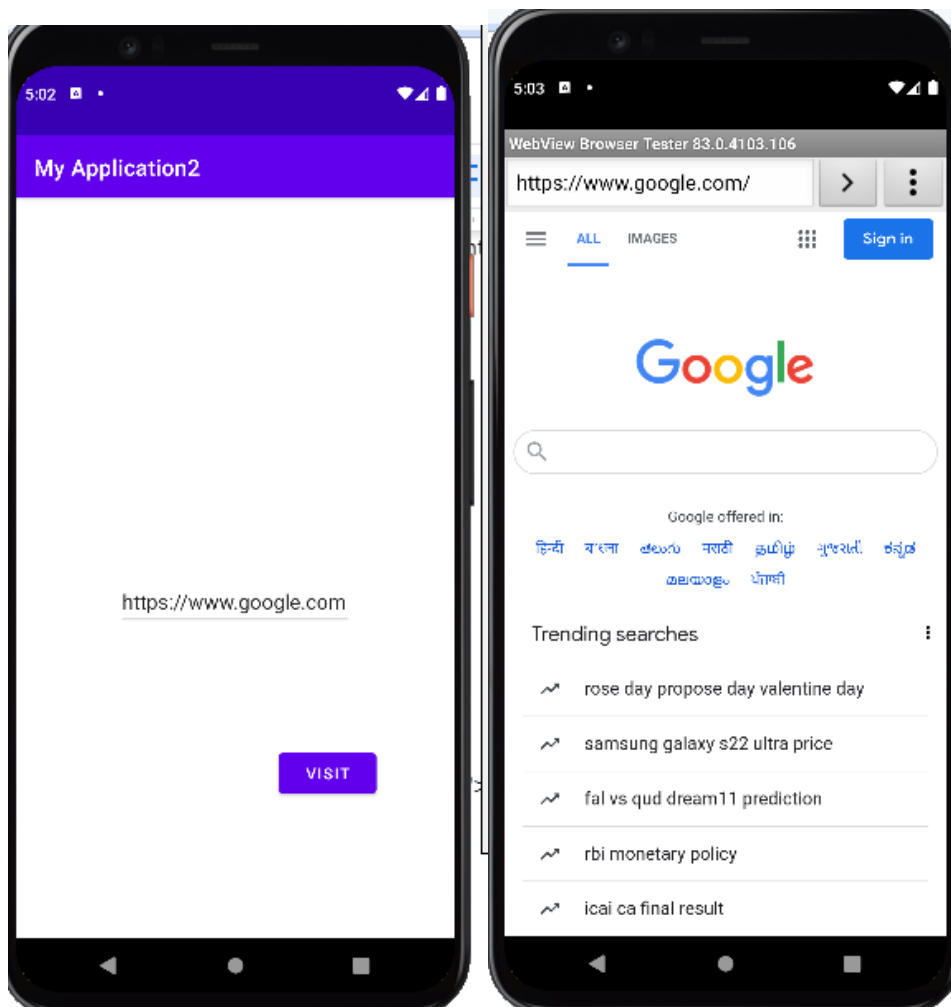 5:02
My Application2
https://www.google.com
VISIT
5:03
WebView Browser Tester 83.0.4103.106
https://www.google.com/
ALL IMAGES Sign in
Google
Google offered in:
हिन्दी বাংলা తెలుగు मराठी தமிழ் ગુજરાતી ಕನ್ನಡ
മലയാളം ਪੰਜਾਬੀ
Trending searches
rose day propose day valentine day
samsung galaxy s22 ultra price
fal vs qud dream11 prediction
rbi monetary policy
icai ca final result